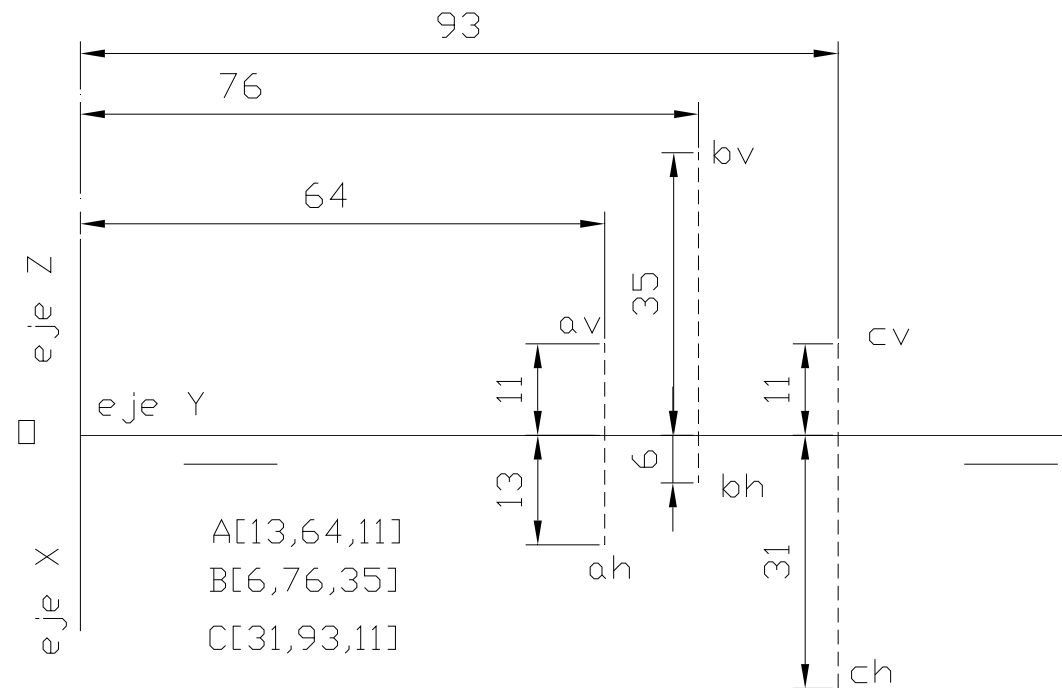 93
76
bv
64
eje Z
35
av
cv
11
11
eje Y
6
13
bh
31
A[13,64,11]
ah
B[6,76,35]
eje X
C[31,93,11]
ch